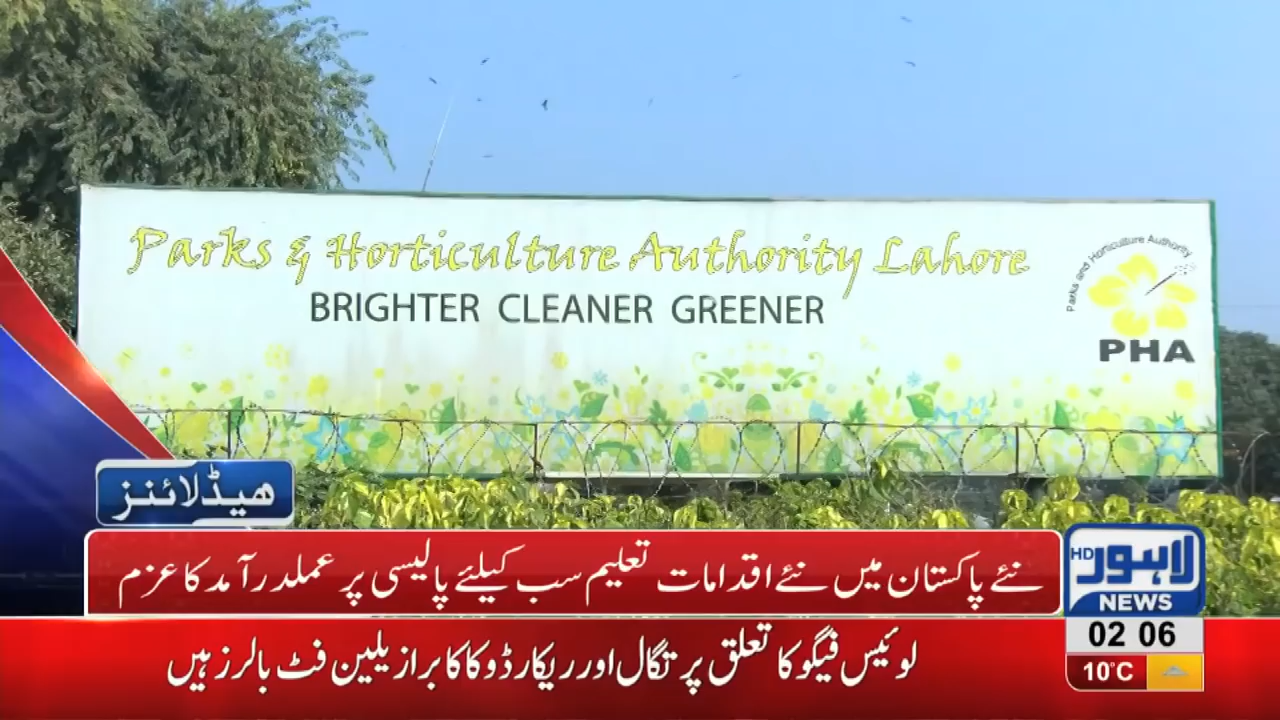 Parks & Horticulture Authority Lahore
BRIGHTER CLEANER GREENER
Parks and Horticulture Authority
PHA
ھیڈلائنز
نئے پاکستان میں نئے اقدامات تعلیم سب کیلئے پالیسی پر عملدرآمد کا عزم
HD لاہور
NEWS
02 06
لوئیس فیگو کا تعلق پرتگال اور ریکارڈو کاکا برازیلین فٹ بالرز ہیں
10°C